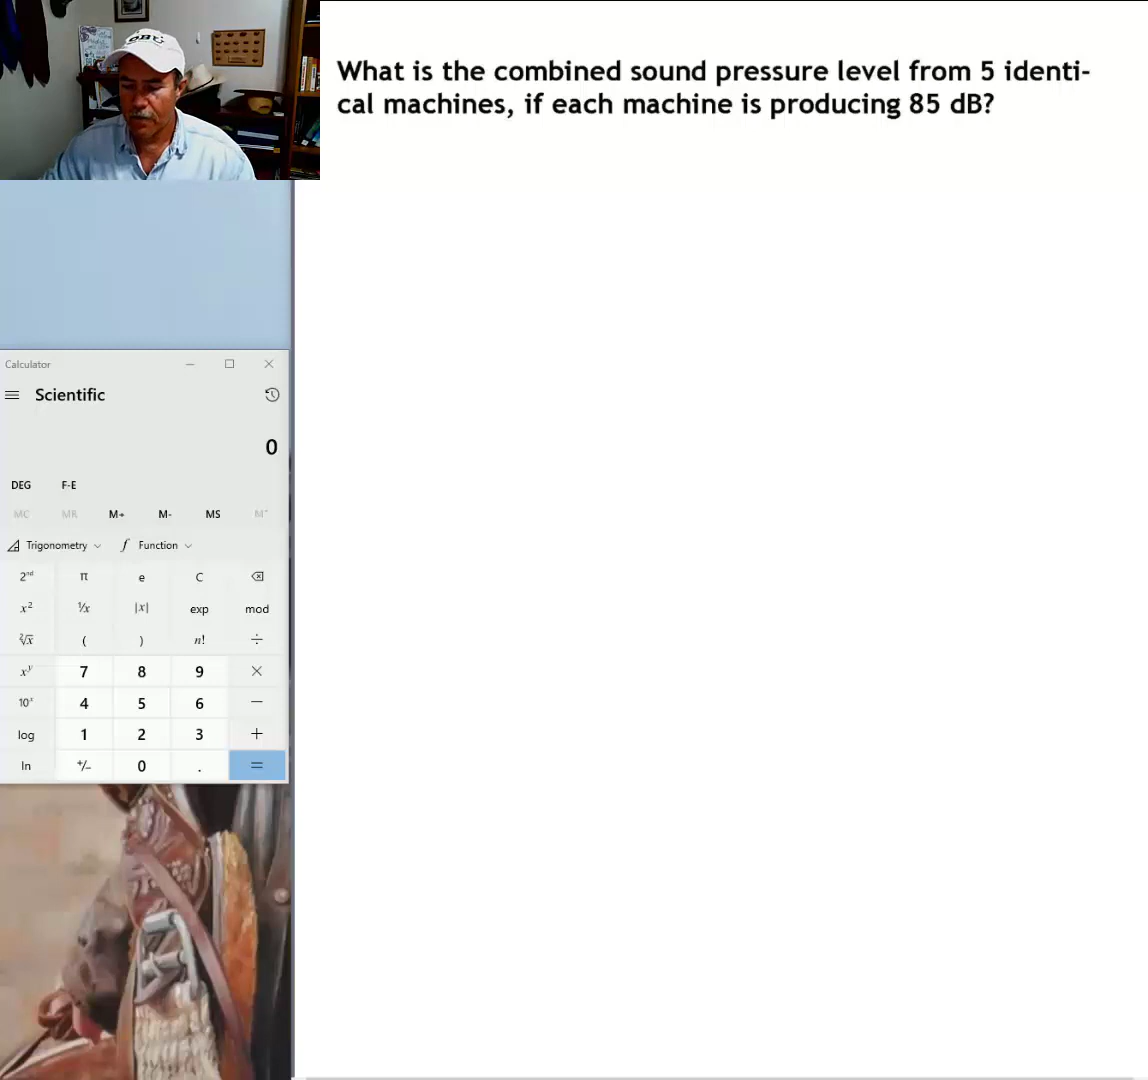 What is the combined sound pressure level from 5 identi-
cal machines, if each machine is producing 85 dB?
OBU
Calculator
Scientific
0
DEG F-E
MC MR M+ M- MS M˅
Trigonometry f Function
2ⁿᵈ π e C
x² ¹/x |x| exp mod
²√x ( ) n! ÷
xʸ 7 8 9 ×
10ˣ 4 5 6 −
log 1 2 3 +
ln +/− 0 . =